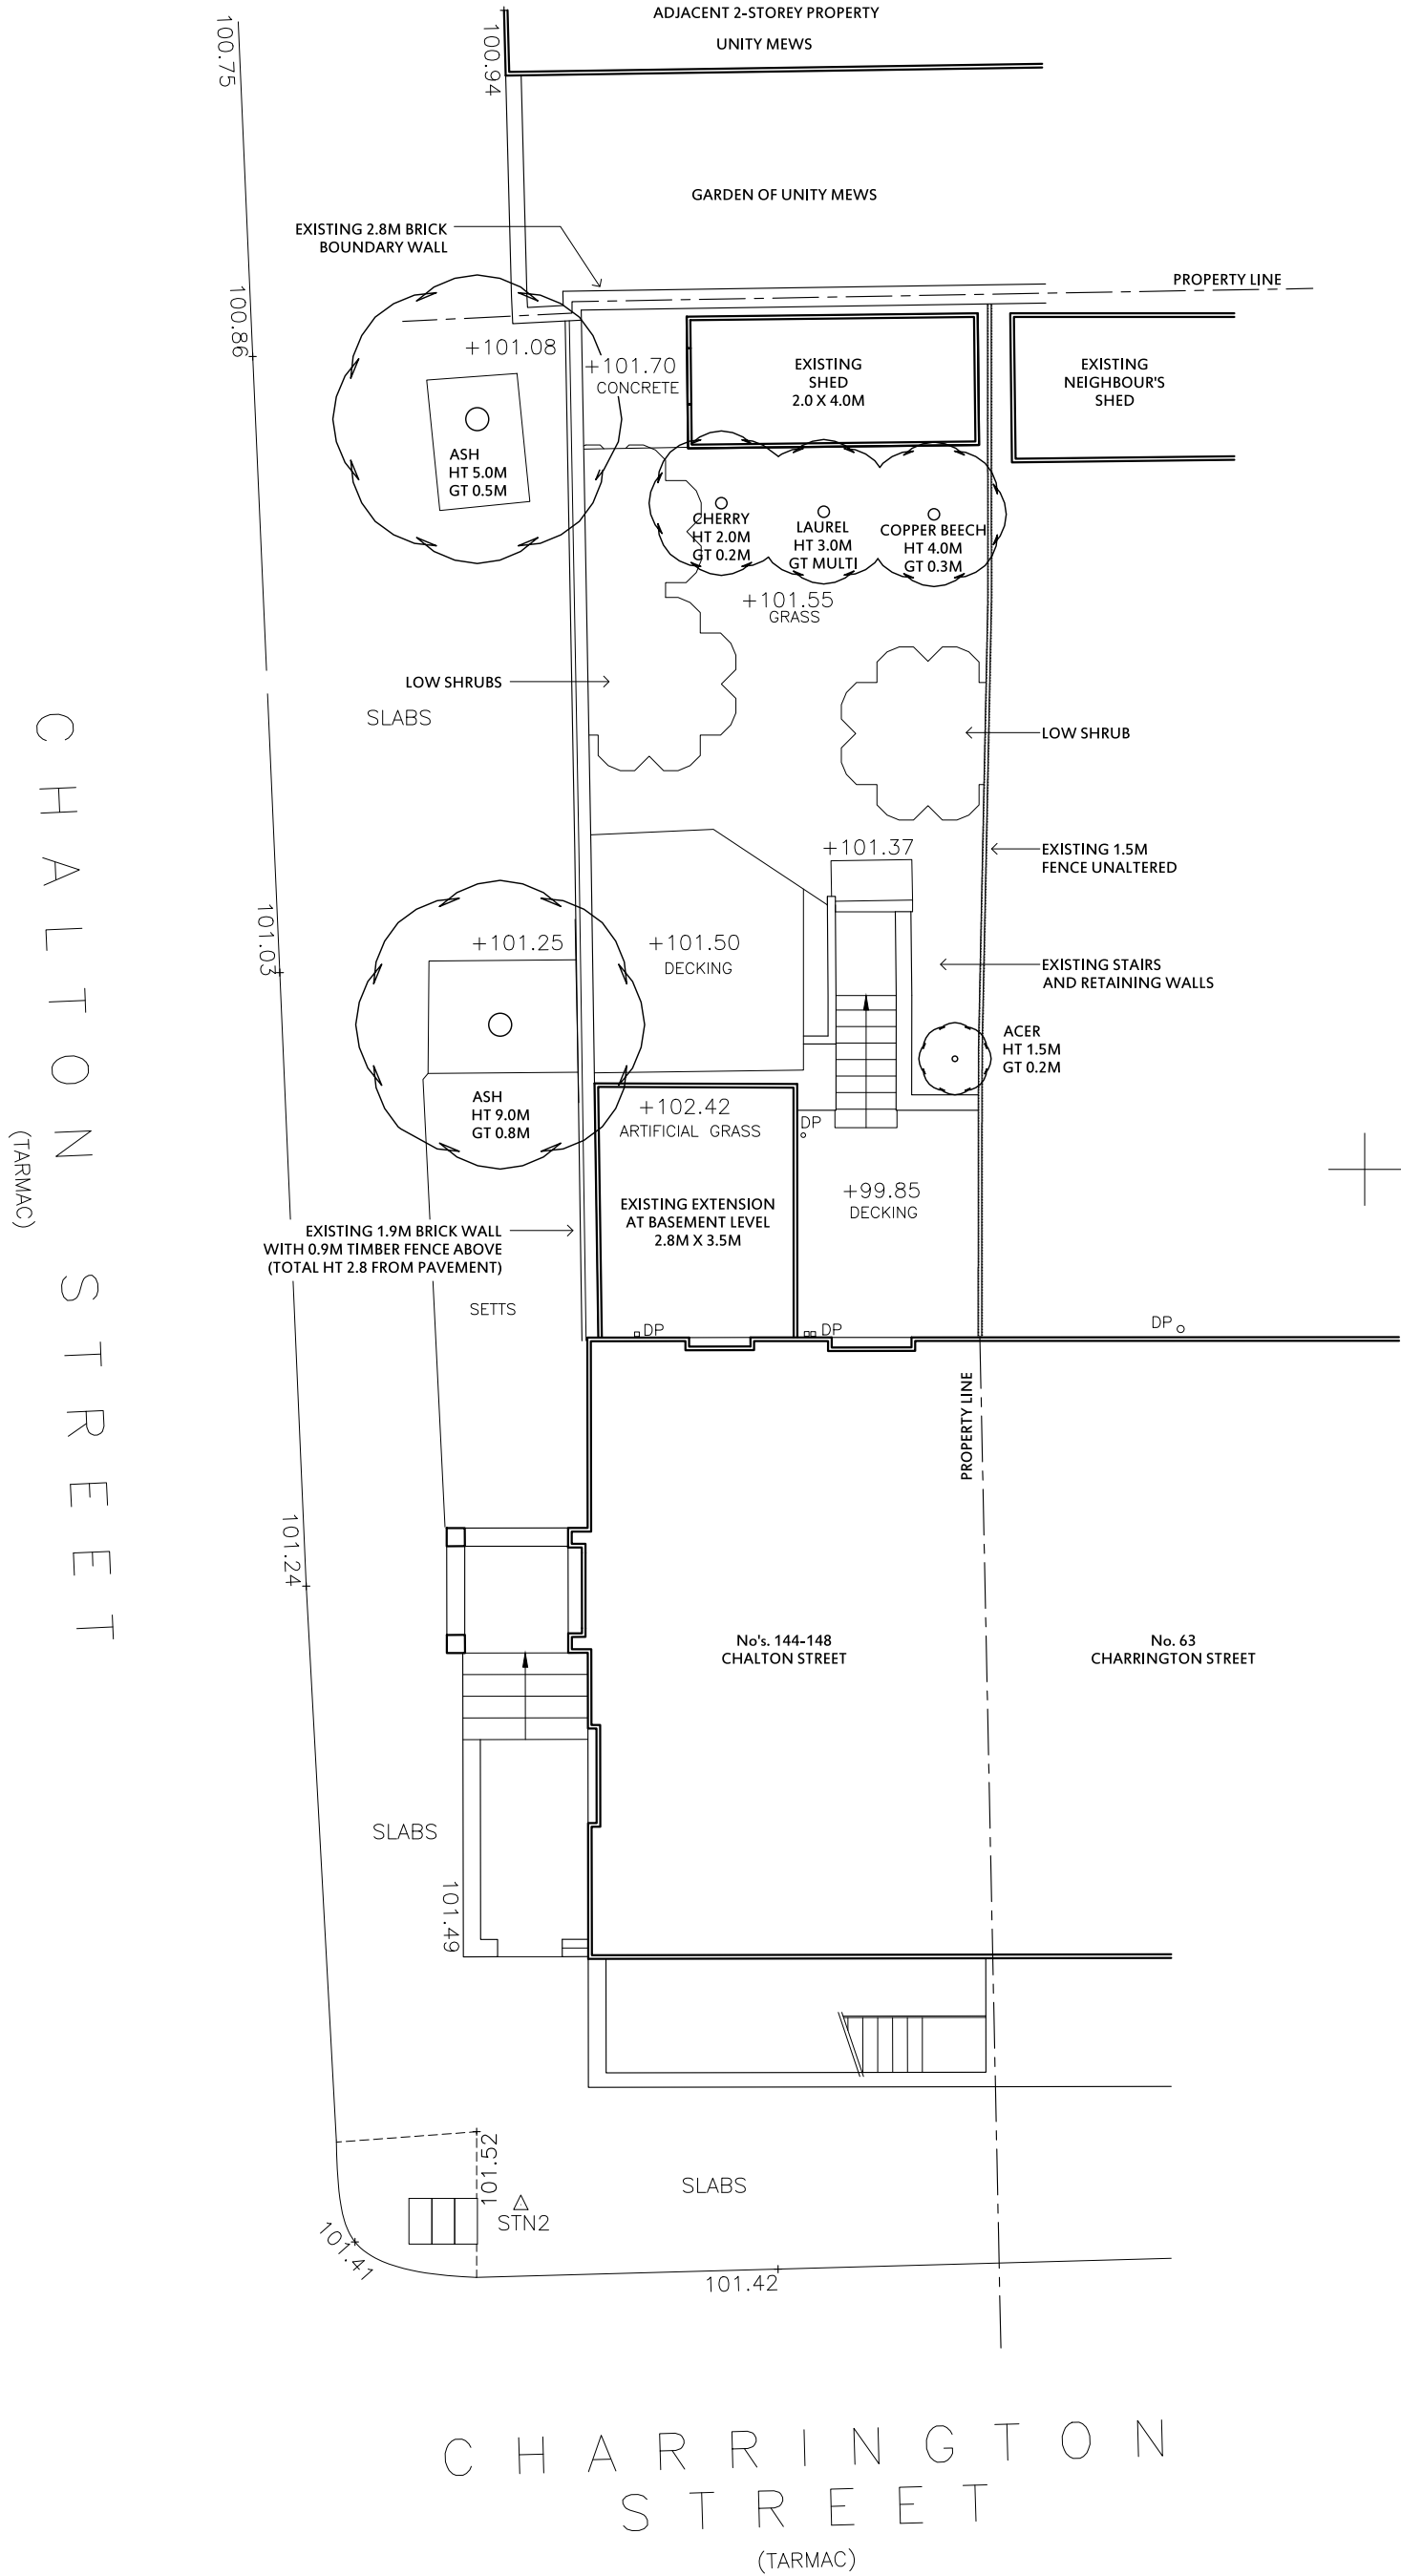 ADJACENT 2-STOREY PROPERTY
UNITY MEWS
100.75
100.94
GARDEN OF UNITY MEWS
EXISTING 2.8M BRICK
BOUNDARY WALL
PROPERTY LINE
100.86
+101.08
+101.70
CONCRETE
EXISTING
SHED
2.0 X 4.0M
EXISTING
NEIGHBOUR'S
SHED
ASH
HT 5.0M
GT 0.5M
CHERRY
HT 2.0M
GT 0.2M
LAUREL
HT 3.0M
GT MULTI
COPPER BEECH
HT 4.0M
GT 0.3M
+101.55
GRASS
LOW SHRUBS
SLABS
LOW SHRUB
+101.37
EXISTING 1.5M
FENCE UNALTERED
101.03
+101.25
+101.50
DECKING
EXISTING STAIRS
AND RETAINING WALLS
ACER
HT 1.5M
GT 0.2M
ASH
HT 9.0M
GT 0.8M
+102.42
ARTIFICIAL GRASS
DP
CHALTON STREET
(TARMAC)
EXISTING EXTENSION
AT BASEMENT LEVEL
2.8M X 3.5M
+99.85
DECKING
EXISTING 1.9M BRICK WALL
WITH 0.9M TIMBER FENCE ABOVE
(TOTAL HT 2.8 FROM PAVEMENT)
SETTS
DP
DP
DP
PROPERTY LINE
101.24
No's. 144-148
CHALTON STREET
No. 63
CHARRINGTON STREET
SLABS
101.49
101.52
STN2
SLABS
101.41
101.42
CHARRINGTON
STREET
(TARMAC)